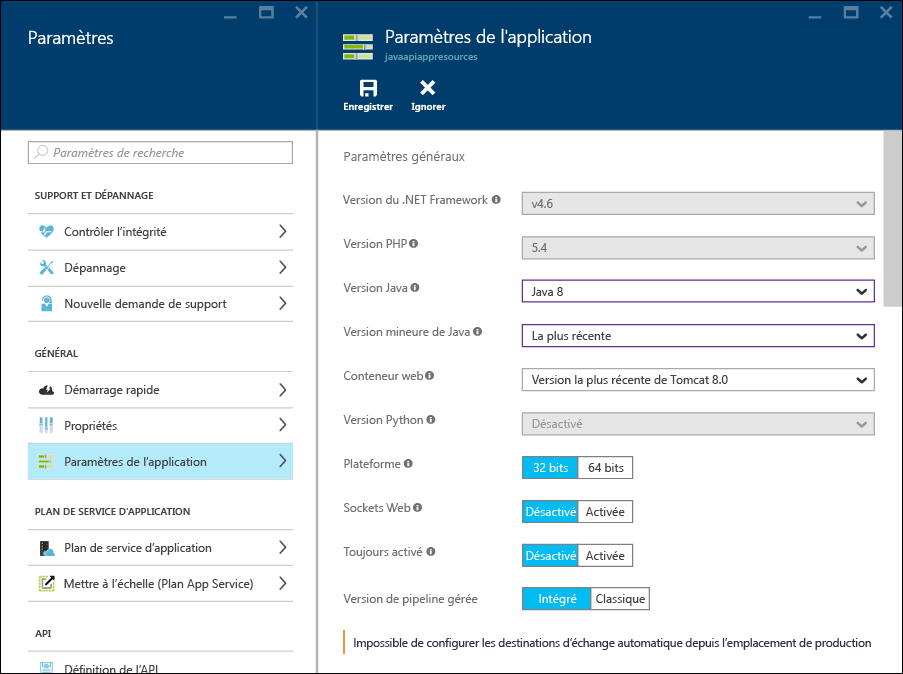 Paramètres
Paramètres de recherche
SUPPORT ET DÉPANNAGE
Contrôler l'intégrité
Dépannage
Nouvelle demande de support
GÉNÉRAL
Démarrage rapide
Propriétés
Paramètres de l'application
PLAN DE SERVICE D'APPLICATION
Plan de service d'application
Mettre à l'échelle (Plan App Service)
API
Définition de l'API
Paramètres de l'application
javaapiappresources
Enregistrer Ignorer
Paramètres généraux
Version du .NET Framework v4.6
Version PHP 5.4
Version Java Java 8
Version mineure de Java La plus récente
Conteneur web Version la plus récente de Tomcat 8.0
Version Python Désactivé
Plateforme 32 bits 64 bits
Sockets Web Désactivé Activée
Toujours activé Désactivé Activée
Version de pipeline gérée Intégré Classique
Impossible de configurer les destinations d'échange automatique depuis l'emplacement de production